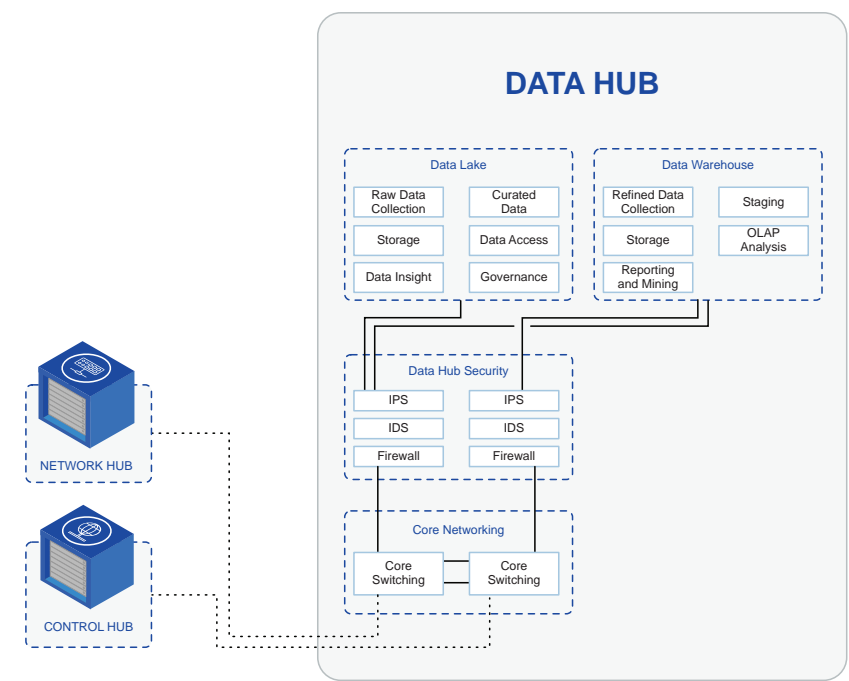 DATA HUB
Data Lake
Raw Data
Collection
Curated
Data
Storage
Data Access
Data Insight
Governance
Data Warehouse
Refined Data
Collection
Staging
Storage
OLAP
Analysis
Reporting
and Mining
Data Hub Security
IPS
IPS
IDS
IDS
Firewall
Firewall
Core Networking
Core
Switching
Core
Switching
NETWORK HUB
CONTROL HUB